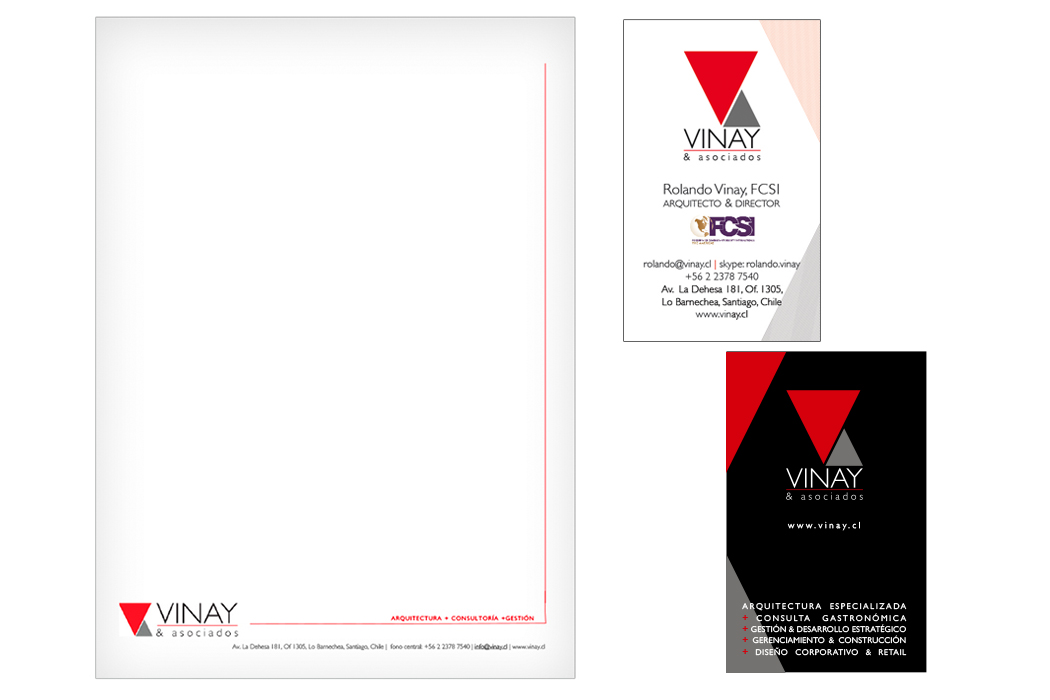 VINAY
& asociados
ARQUITECTURA + CONSULTORÍA +GESTIÓN
Av. La Dehesa 181, Of 1305, Lo Barnechea, Santiago, Chile | fono central: +56 2 2378 7540 | info@vinay.cl | www.vinay.cl
VINAY
& asociados
Rolando Vinay, FCSI
ARQUITECTO & DIRECTOR
FCSI
rolando@vinay.cl | skype: rolando.vinay
+56 2 2378 7540
Av. La Dehesa 181, Of. 1305,
Lo Barnechea, Santiago, Chile
www.vinay.cl
VINAY
& asociados
www.vinay.cl
ARQUITECTURA ESPECIALIZADA
+ CONSULTA GASTRONÓMICA
+ GESTIÓN & DESARROLLO ESTRATÉGICO
+ GERENCIAMIENTO & CONSTRUCCIÓN
+ DISEÑO CORPORATIVO & RETAIL